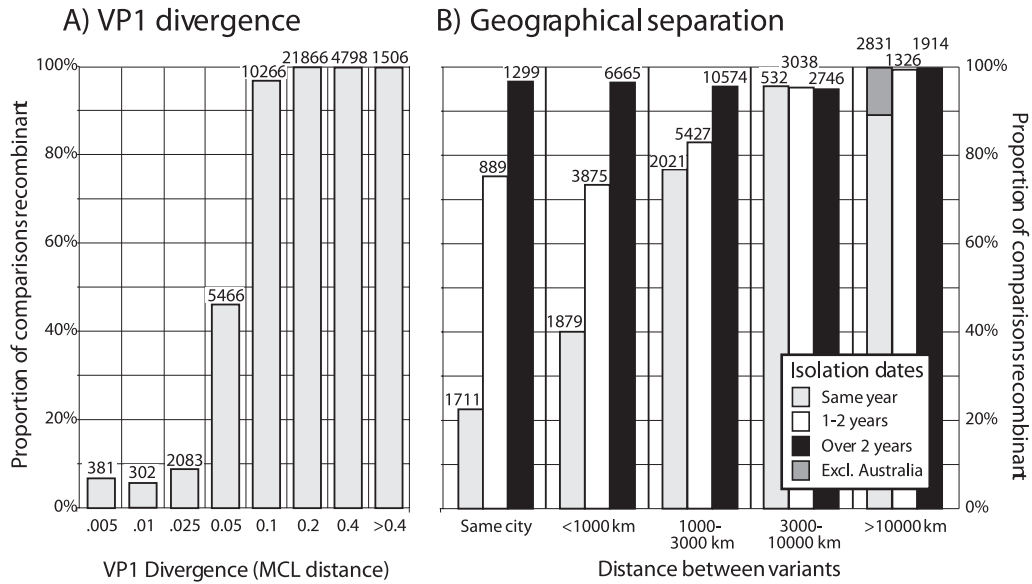 A) VP1 divergence
Proportion of comparisonsrecombinant
100%
80%
60%
40%
20%
0%
381
302
2083
5466
10266
21866
4798
1506
.005 .01 .025 0.05 0.1 0.2 0.4 >0.4
VP1 Divergence (MCL distance)
B) Geographical separation
1711
889
1299
1879
3875
6665
2021
5427
10574
532
3038
2746
2831
1326
1914
100%
80%
60%
40%
20%
0%
Proportion of comparisonsrecombinant
Isolation dates
Same year
1-2 years
Over 2 years
Excl. Australia
Same city
<1000 km
1000-
3000 km
3000-
10000 km
>10000 km
Distance between variants